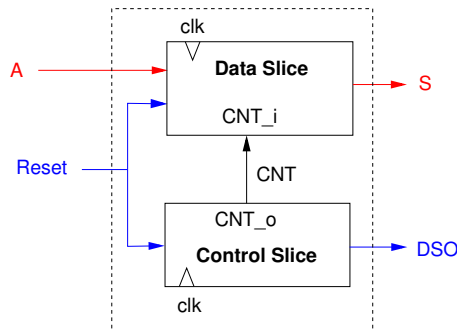 clk
A
Data Slice
S
CNT_i
Reset
CNT
CNT_o
DSO
Control Slice
clk